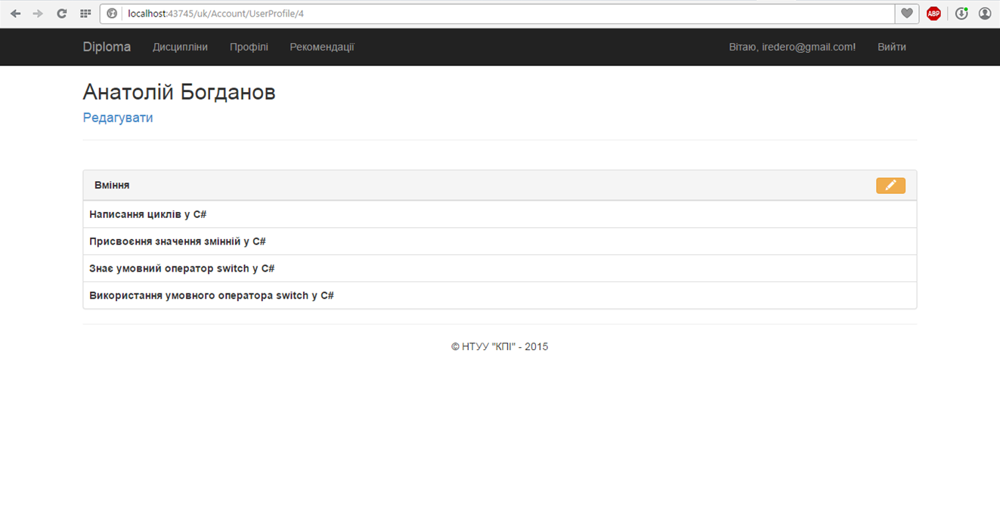 localhost:43745/uk/Account/UserProfile/4
ABP
Diploma Дисципліни Профілі Рекомендації Вітаю, iredero@gmail.com! Вийти
Анатолій Богданов
Редагувати
Вміння
Написання циклів у C#
Присвоєння значення змінній у C#
Знає умовний оператор switch у C#
Використання умовного оператора switch у C#
© НТУУ "КПІ" - 2015